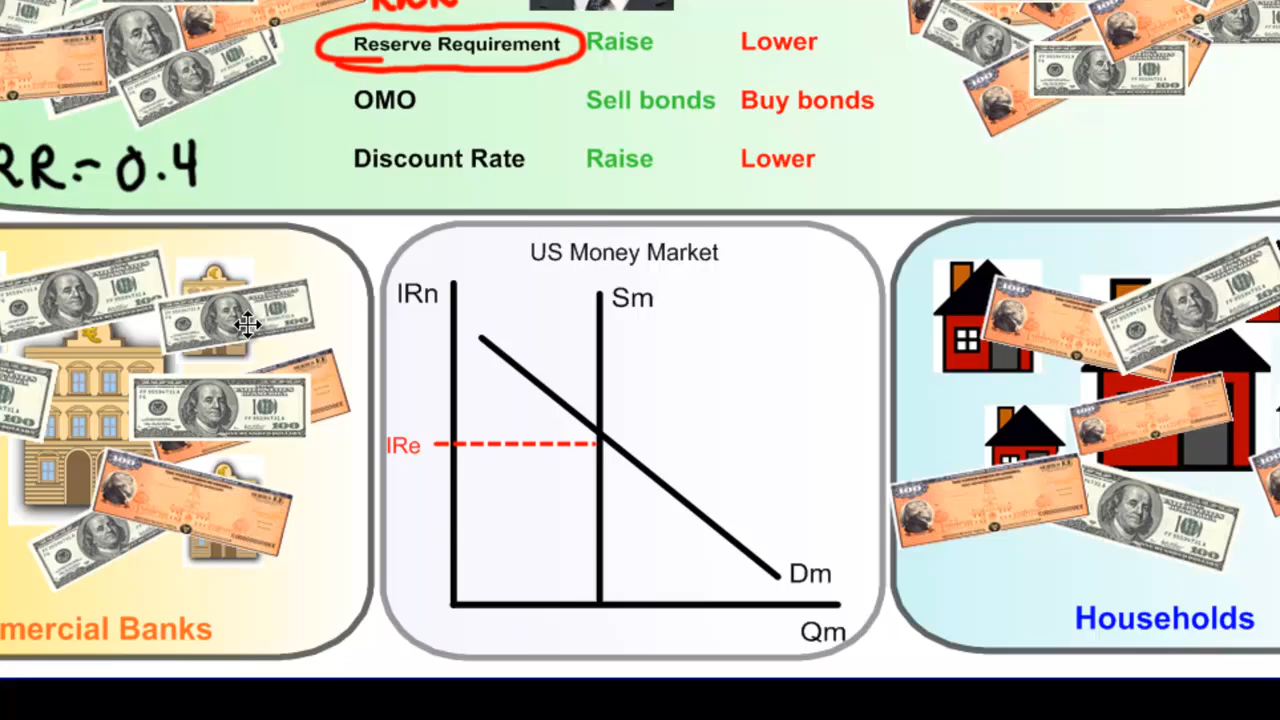 Reserve Requirement Raise Lower
OMO Sell bonds Buy bonds
Discount Rate Raise Lower
RR=0.4
US Money Market
IRn
Sm
IRe
Dm
Qm
mercial Banks
Households